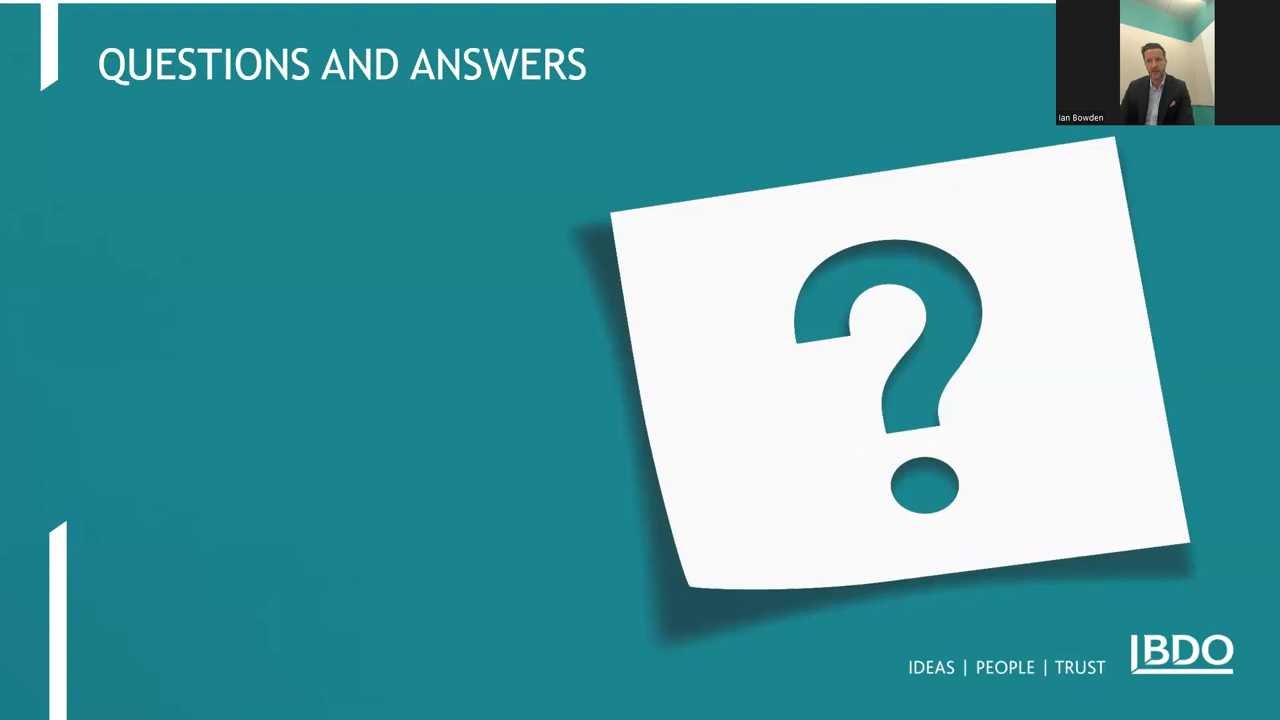 QUESTIONS AND ANSWERS
Ian Bowden
?
IDEAS | PEOPLE | TRUST
BDO